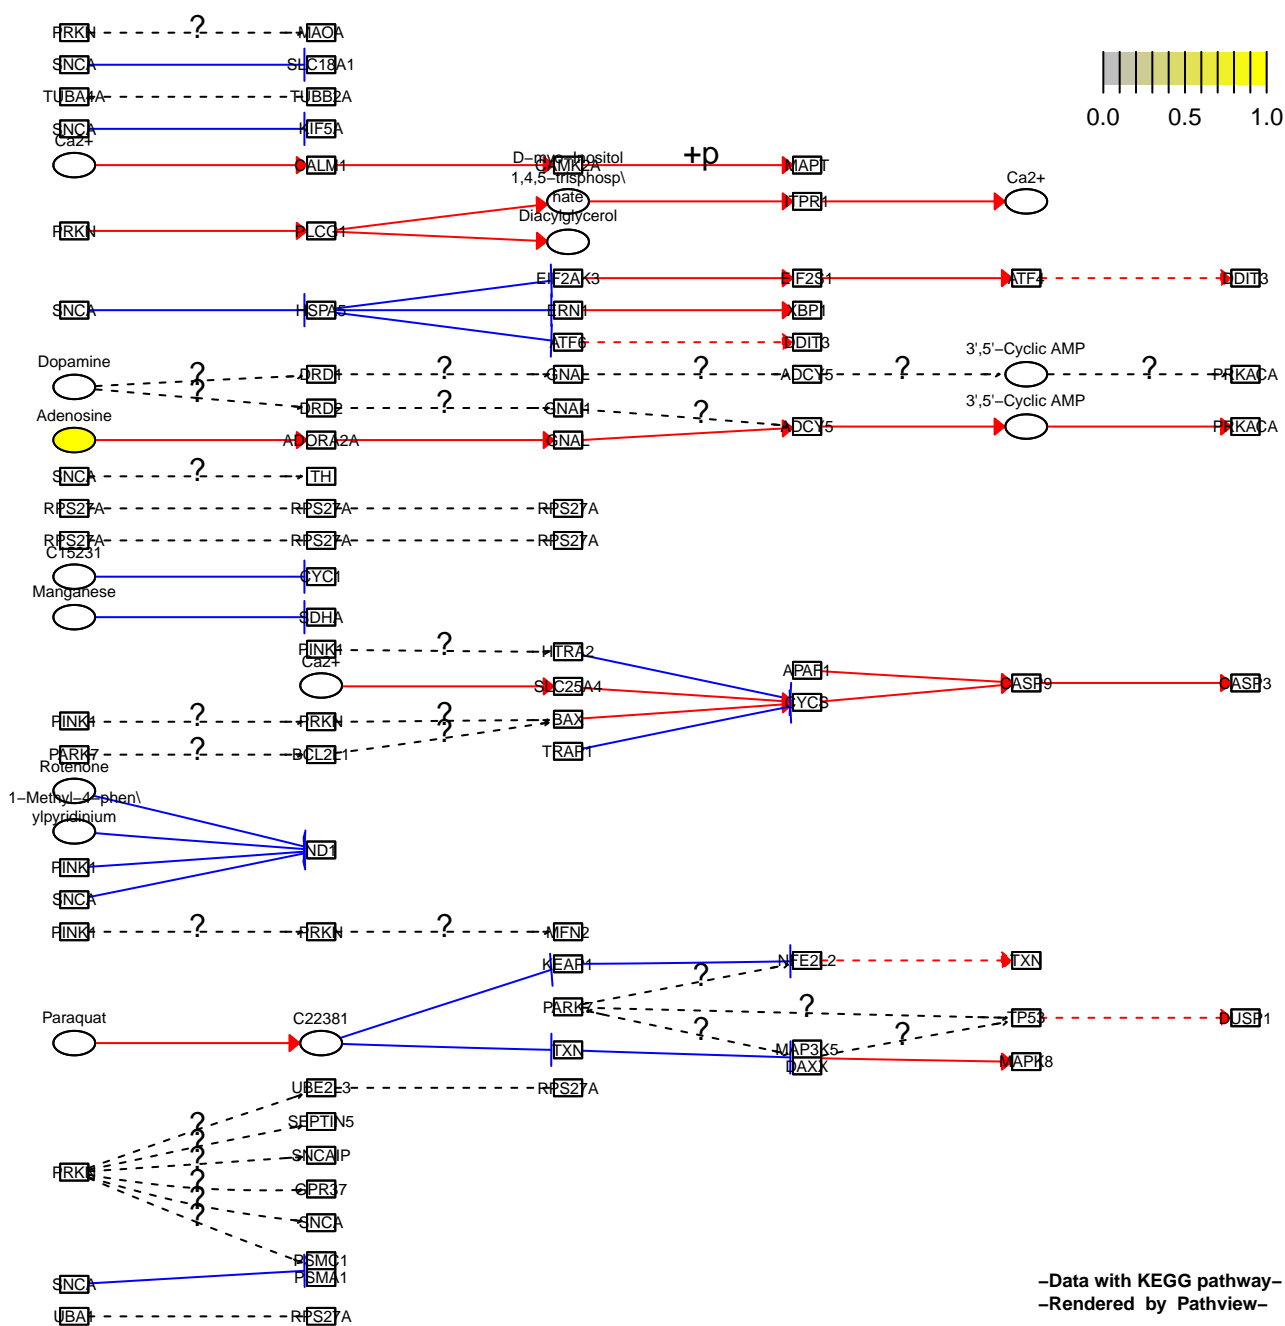 PRKN ? MAOA
SNCA SLC18A1
TUBA4A TUBB2A
0.0 0.5 1.0
SNCA KIF5A
Ca2+
CALM1 CAMK2A +p MAPT
D−myo−Inositol
1,4,5−trisphosp\
nate
ITPR1 Ca2+
Diacylglycerol
PRKN PLCG1
EIF2AK3 EIF2S1 ATF4 DDIT3
SNCA HSPA5 ERN1 XBP1
ATF6 DDIT3
Dopamine ? DRD1 ? GNAL ? ADCY5 ? 3',5'−Cyclic AMP ? PRKACA
? DRD2 ? GNAI1 ?
Adenosine ADORA2A GNAL ADCY5 3',5'−Cyclic AMP PRKACA
SNCA ? TH
RPS27A RPS27A RPS27A
RPS27A RPS27A RPS27A
C15231
CYC1
Manganese
SDHA
PINK1 ? HTRA2
Ca2+ SLC25A4
APAF1
CYCS CASP9 CASP3
PINK1 ? PRKN ? BAX
PARK7 ? BCL2L1 ? TRAP1
Rotenone
1−Methyl−4−phen\
ylpyridinium
ND1
PINK1
SNCA
PINK1 ? PRKN ? MFN2
KEAP1 NFE2L2 TXN
PARK7 ? ? TP53 DUSP1
Paraquat C22381
TXN ? MAP3K5 ?
DAXX MAPK8
UBE2L3 RPS27A
? SEPTIN5
? SNCAIP
PRKN
? GPR37
? SNCA
? PSMC1
SNCA PSMA1
UBA1 RPS27A
−Data with KEGG pathway−
−Rendered by Pathview−